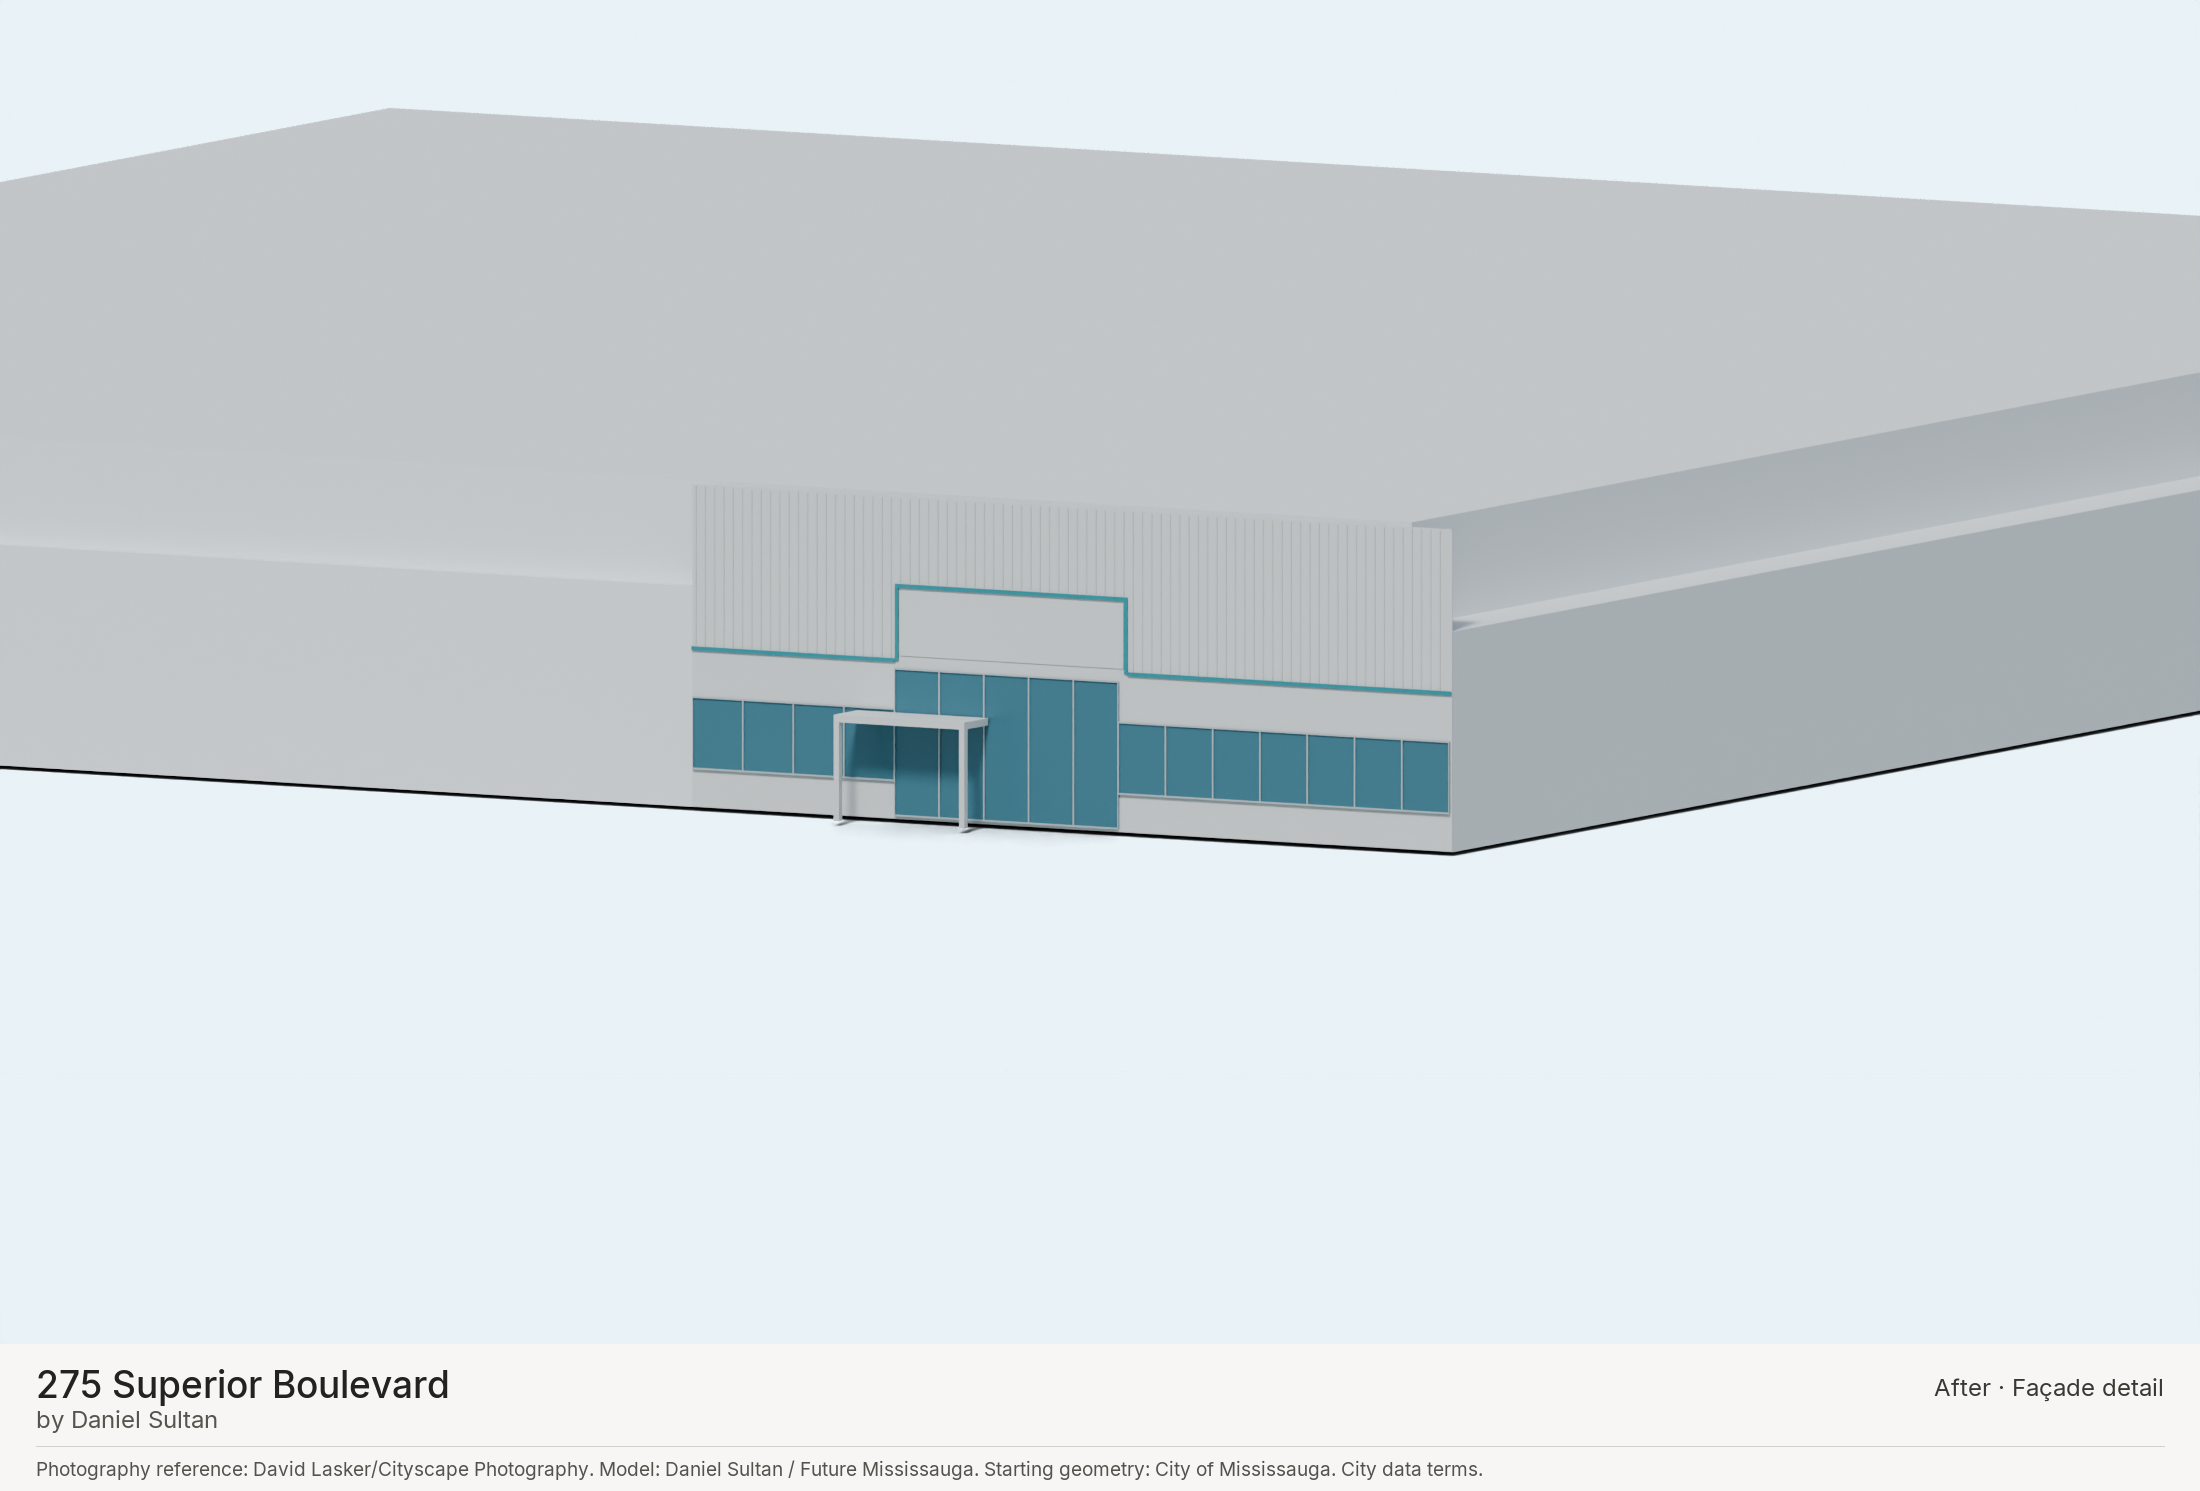 275 Superior Boulevard
After · Façade detail
by Daniel Sultan
Photography reference: David Lasker/Cityscape Photography. Model: Daniel Sultan / Future Mississauga. Starting geometry: City of Mississauga. City data terms.